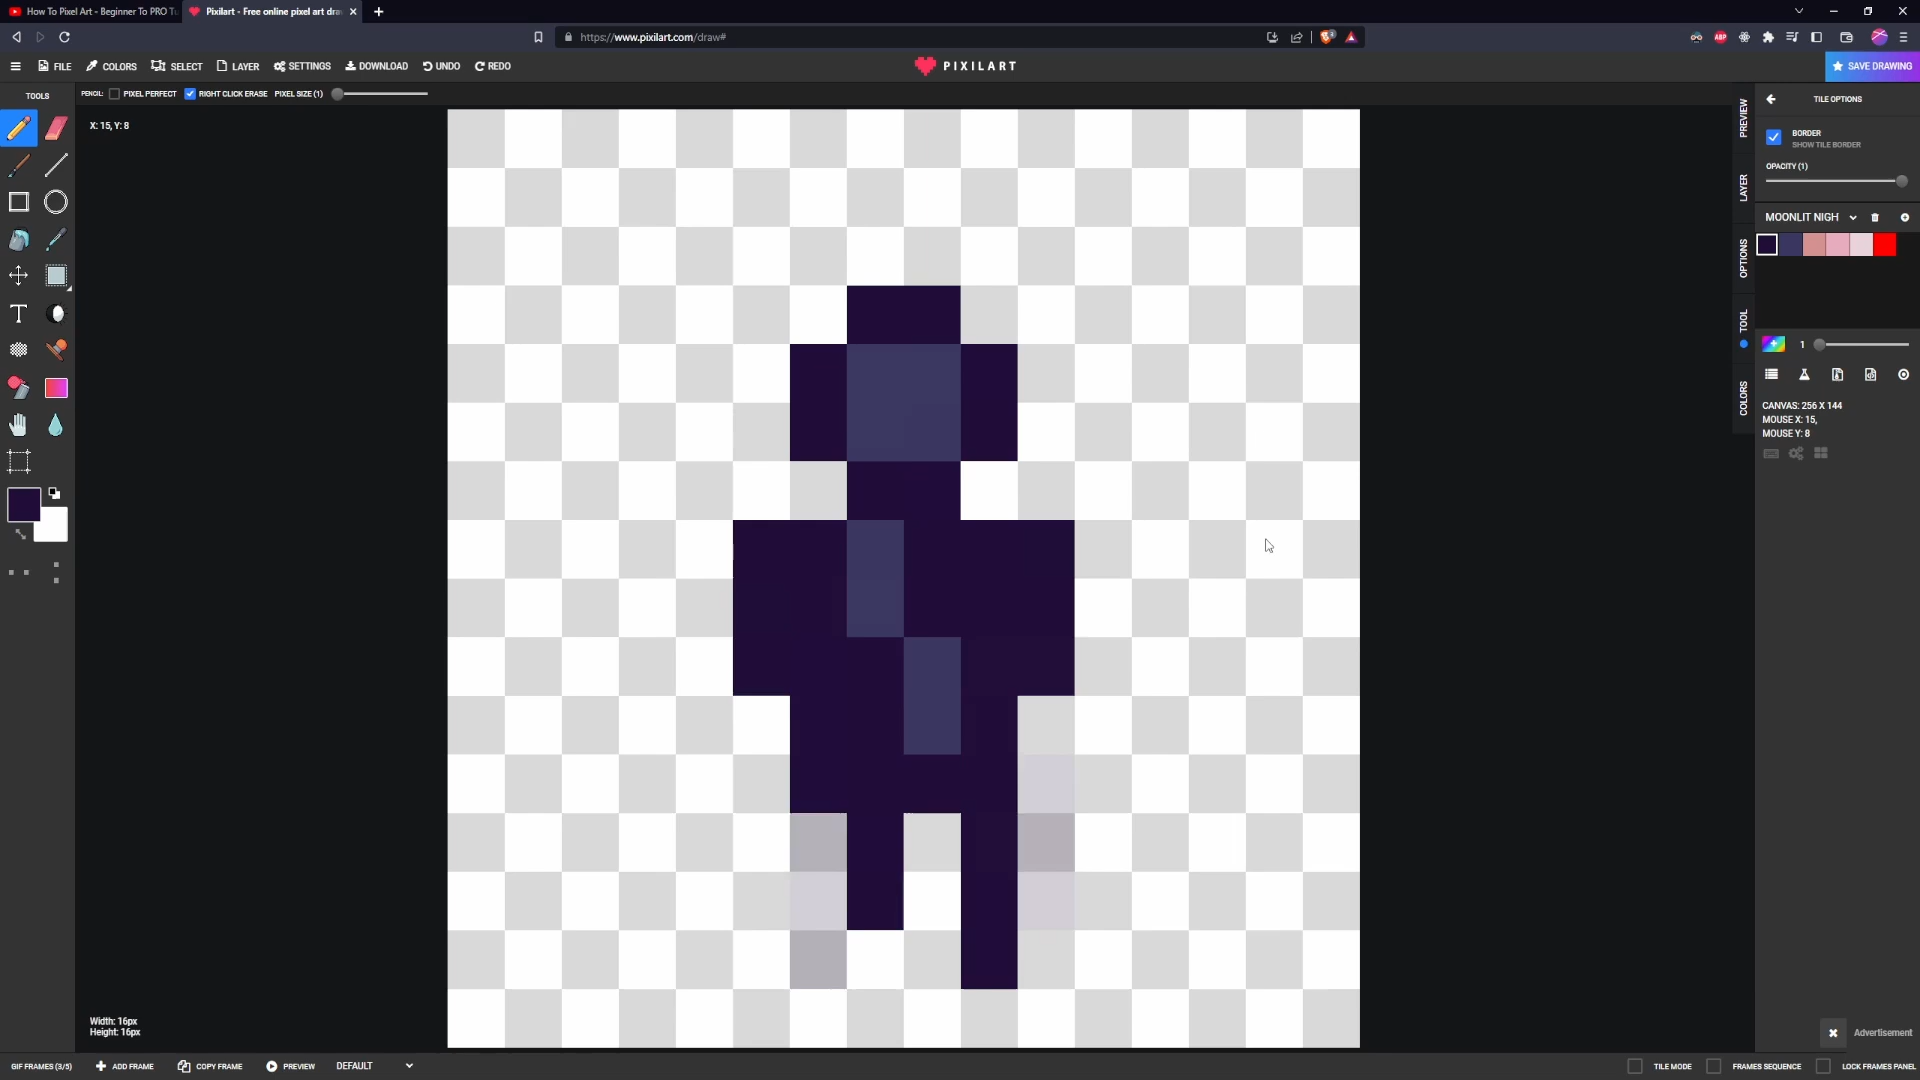 How To Pixel Art - Beginner To PRO Tu
Pixilart - Free online pixel art dra
https://www.pixilart.com/draw#
FILE COLORS SELECT LAYER SETTINGS DOWNLOAD UNDO REDO
PIXILART
SAVE DRAWING
TOOLS
PENCIL: PIXEL PERFECT RIGHT CLICK ERASE PIXEL SIZE (1)
X: 15, Y: 8
PREVIEW
LAYER
OPTIONS
TOOL
COLORS
TILE OPTIONS
BORDER
SHOW TILE BORDER
OPACITY (1)
MOONLIT NIGH
1
CANVAS: 256 X 144
MOUSE X: 15,
MOUSE Y: 8
Width: 16px
Height: 16px
Advertisement
GIF FRAMES (3/5) ADD FRAME COPY FRAME PREVIEW DEFAULT
TILE MODE FRAMES SEQUENCE LOCK FRAMES PANEL